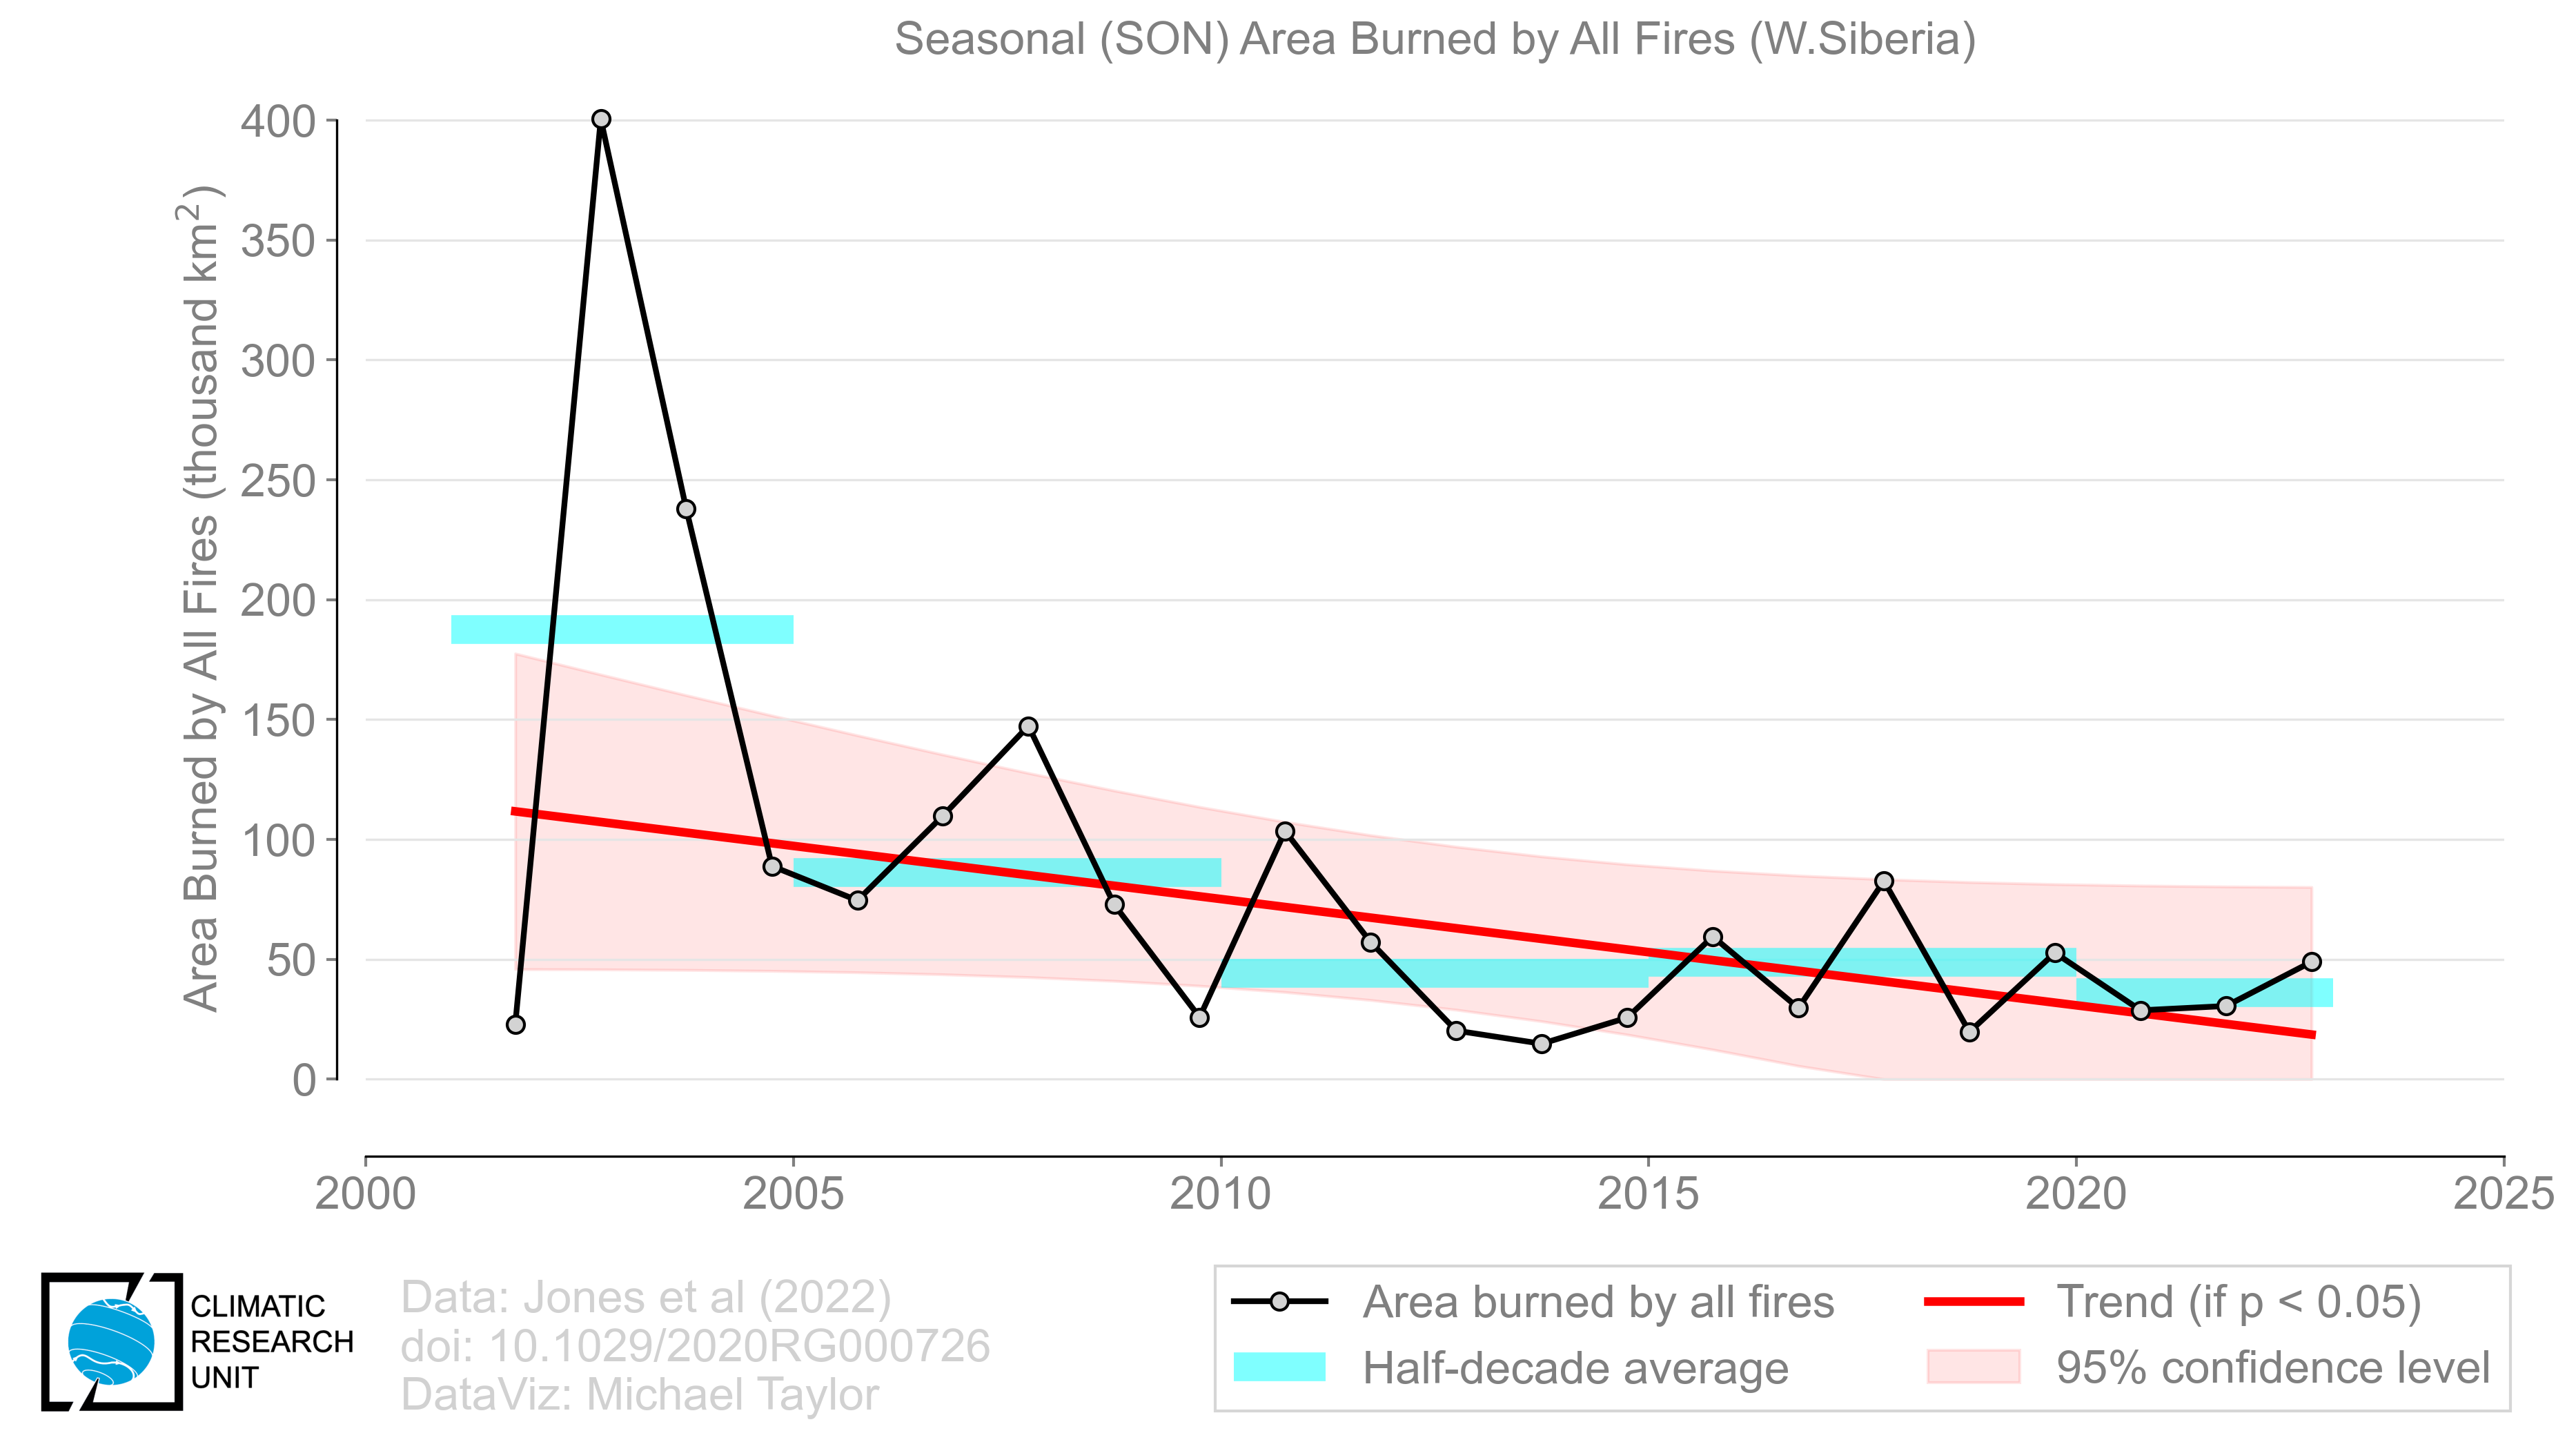 Seasonal (SON) Area Burned by All Fires (W.Siberia)
Area Burned by All Fires (thousand km²)
400
350
300
250
200
150
100
50
0
2000 2005 2010 2015 2020 2025
CLIMATIC
RESEARCH
UNIT
Data: Jones et al (2022)
doi: 10.1029/2020RG000726
DataViz: Michael Taylor
Area burned by all fires
Half-decade average
Trend (if p < 0.05)
95% confidence level